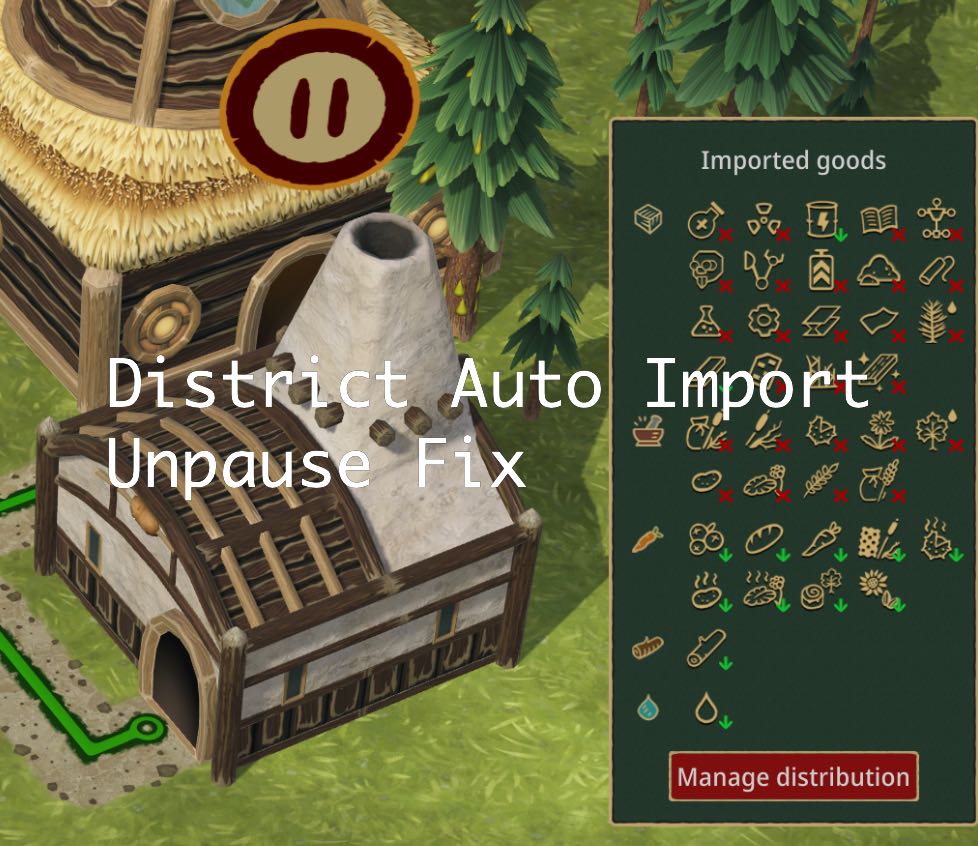 Imported goods
District Auto Import
Unpause Fix
Manage distribution